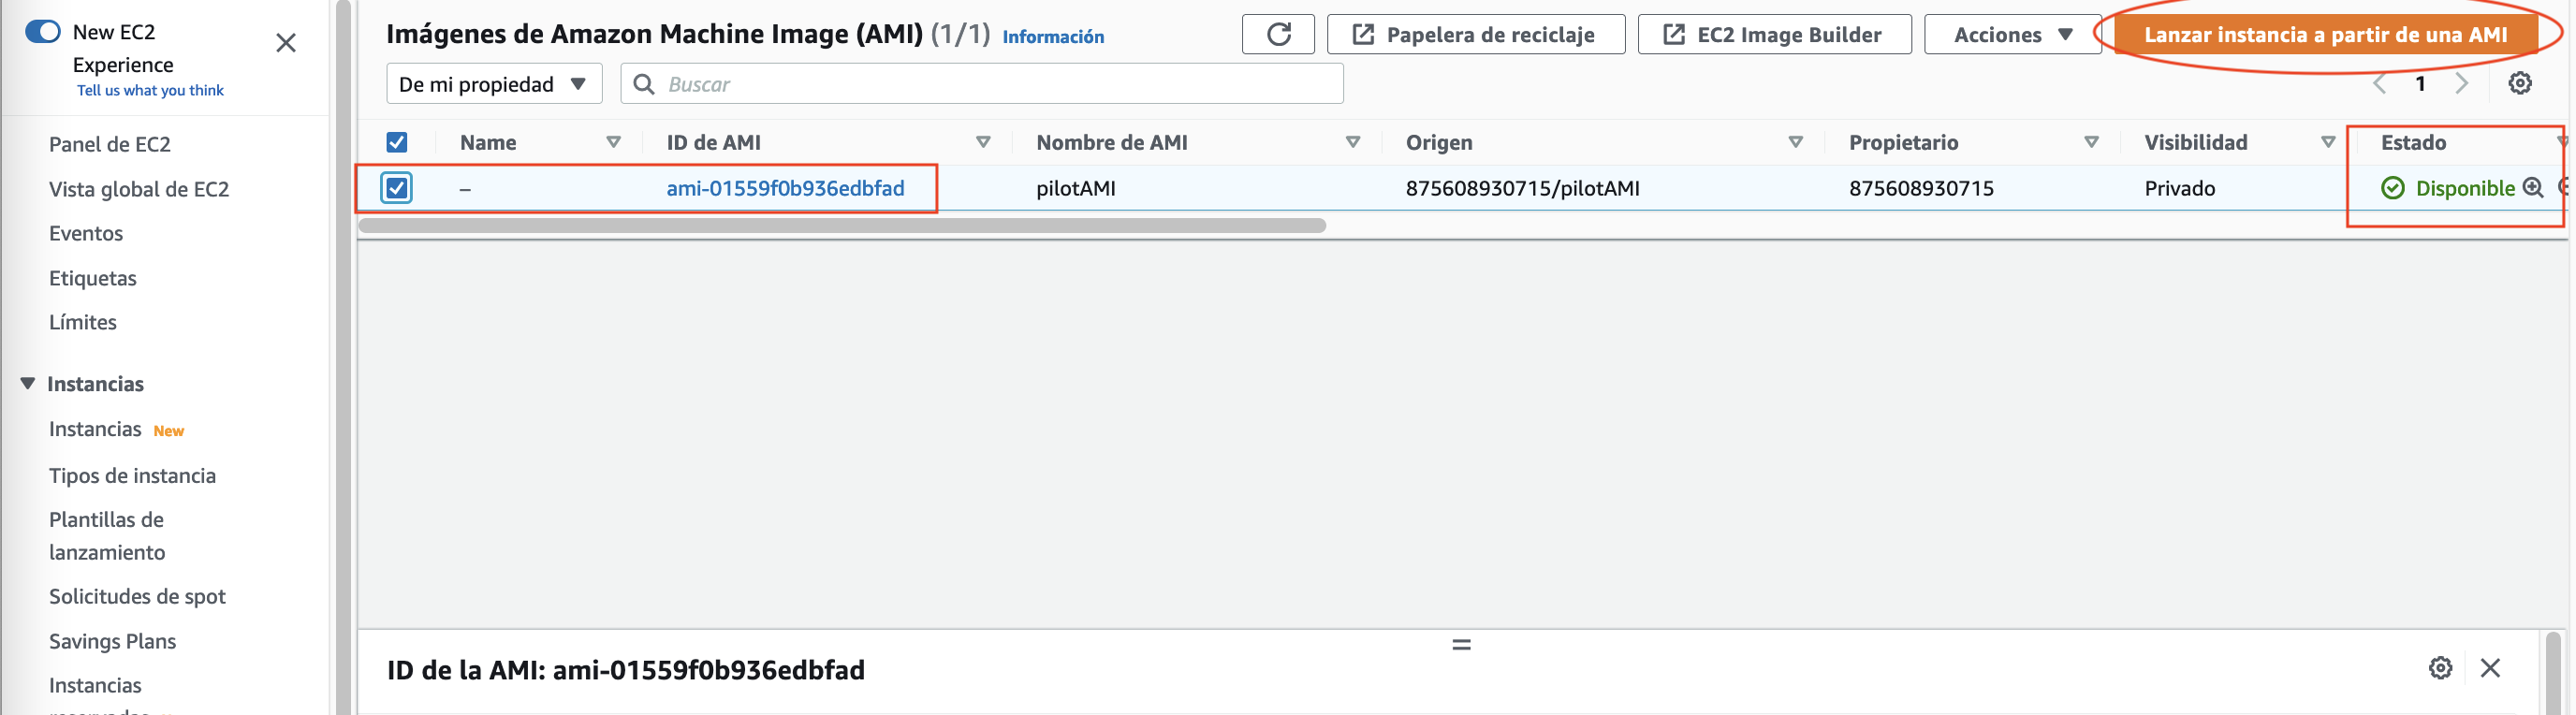 New EC2
Experience
Tell us what you think
Panel de EC2
Vista global de EC2
Eventos
Etiquetas
Límites
Instancias
Instancias New
Tipos de instancia
Plantillas de
lanzamiento
Solicitudes de spot
Savings Plans
Instancias
Imágenes de Amazon Machine Image (AMI) (1/1) Información
Papelera de reciclaje
EC2 Image Builder
Acciones
Lanzar instancia a partir de una AMI
De mi propiedad
Buscar
1
Name ID de AMI Nombre de AMI Origen Propietario Visibilidad Estado
– ami-01559f0b936edbfad pilotAMI 875608930715/pilotAMI 875608930715 Privado Disponible
ID de la AMI: ami-01559f0b936edbfad